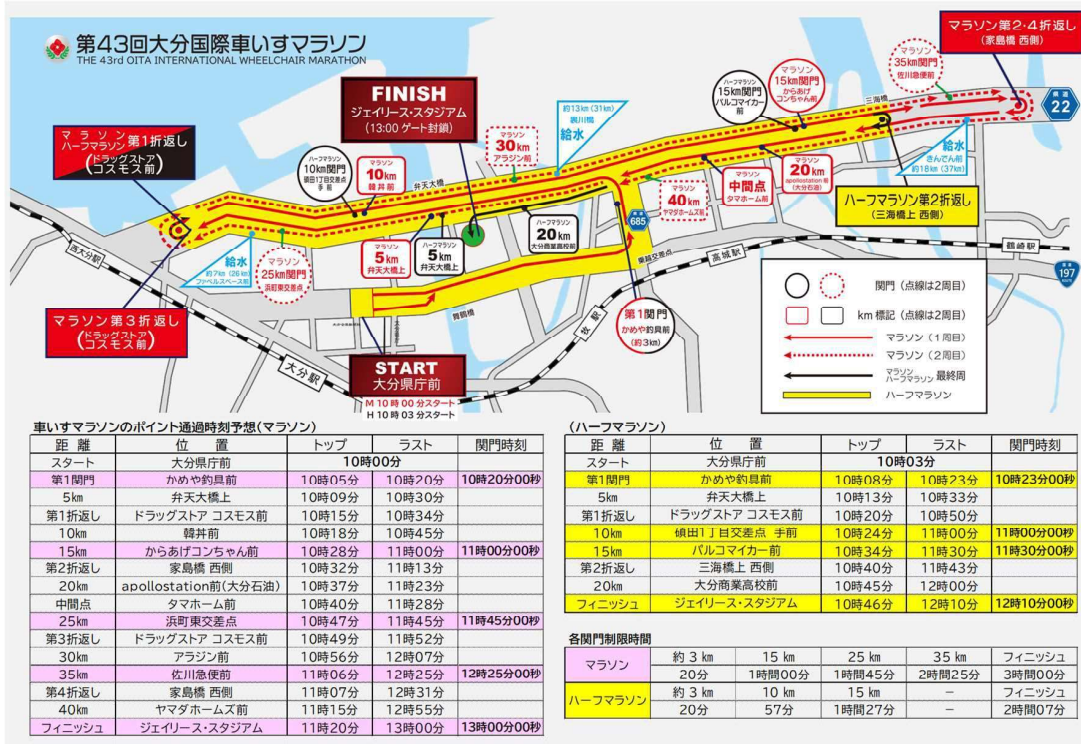 第43回大分国際車いすマラソン
THE 43rd OITA INTERNATIONAL WHEELCHAIR MARATHON
マラソン第2・4折返し
(家島橋 西側)
県道
22
マラソン
35km関門
佐川急便前
三海橋
マラソン
15km関門
からあげ
コンちゃん前
ハーフマラソン
15km関門
パルコマイカー
前
FINISH
ジェイリース・スタジアム
(13:00 ゲート封鎖)
約13km(31km)
裏川橋
給水
マラソン
30km
アラジン前
マラソン
ハーフマラソン
第1折返し
(ドラッグストア
コスモス前)
ハーフマラソン
10km関門
碩田1丁目交差点
手前
マラソン
10km
韓丼前
弁天大橋
給水
きんでん前
約18km(37km)
マラソン
20km
apollostation前
(大分石油)
マラソン
中間点
タマホーム前
マラソン
40km
ヤマダホームズ前
ハーフマラソン第2折返し
(三海橋上 西側)
県道
685
ハーフマラソン
20km
大分商業高校前
マラソン
5km
弁天大橋上
ハーフマラソン
5km
弁天大橋上
西大分駅
給水
約7km(26km)
ファベルスペース前
マラソン
25km関門
浜町東交差点
東越交差点
高城駅
鶴崎駅
国道
197
ROUTE
マラソン第3折返し
(ドラッグストア
コスモス前)
舞鶴橋
第1関門
かめや釣具前
(約3km)
牧駅
大分駅
START
大分県庁前
M 10時00分スタート
H 10時03分スタート
関門(点線は2周目)
km 標記(点線は2周目)
マラソン(1周目)
マラソン(2周目)
マラソン
ハーフマラソン
最終周
ハーフマラソン
車いすマラソンのポイント通過時刻予想(マラソン)
距離 位置 トップ ラスト 関門時刻
スタート 大分県庁前 10時00分
第1関門 かめや釣具前 10時05分 10時20分 10時20分00秒
5km 弁天大橋上 10時09分 10時30分
第1折返し ドラッグストア コスモス前 10時15分 10時34分
10km 韓丼前 10時18分 10時45分
15km からあげコンちゃん前 10時28分 11時00分 11時00分00秒
第2折返し 家島橋 西側 10時32分 11時13分
20km apollostation前(大分石油) 10時37分 11時23分
中間点 タマホーム前 10時40分 11時28分
25km 浜町東交差点 10時47分 11時45分 11時45分00秒
第3折返し ドラッグストア コスモス前 10時49分 11時52分
30km アラジン前 10時56分 12時07分
35km 佐川急便前 11時06分 12時25分 12時25分00秒
第4折返し 家島橋 西側 11時07分 12時31分
40km ヤマダホームズ前 11時15分 12時55分
フィニッシュ ジェイリース・スタジアム 11時20分 13時00分 13時00分00秒
(ハーフマラソン)
距離 位置 トップ ラスト 関門時刻
スタート 大分県庁前 10時03分
第1関門 かめや釣具前 10時08分 10時23分 10時23分00秒
5km 弁天大橋上 10時13分 10時33分
第1折返し ドラッグストア コスモス前 10時20分 10時50分
10km 碩田1丁目交差点 手前 10時24分 11時00分 11時00分00秒
15km パルコマイカー前 10時34分 11時30分 11時30分00秒
第2折返し 三海橋上 西側 10時40分 11時43分
20km 大分商業高校前 10時45分 12時00分
フィニッシュ ジェイリース・スタジアム 10時46分 12時10分 12時10分00秒
各関門制限時間
マラソン 約3km 15km 25km 35km フィニッシュ
20分 1時間00分 1時間45分 2時間25分 3時間00分
ハーフマラソン 約3km 10km 15km － フィニッシュ
20分 57分 1時間27分 － 2時間07分